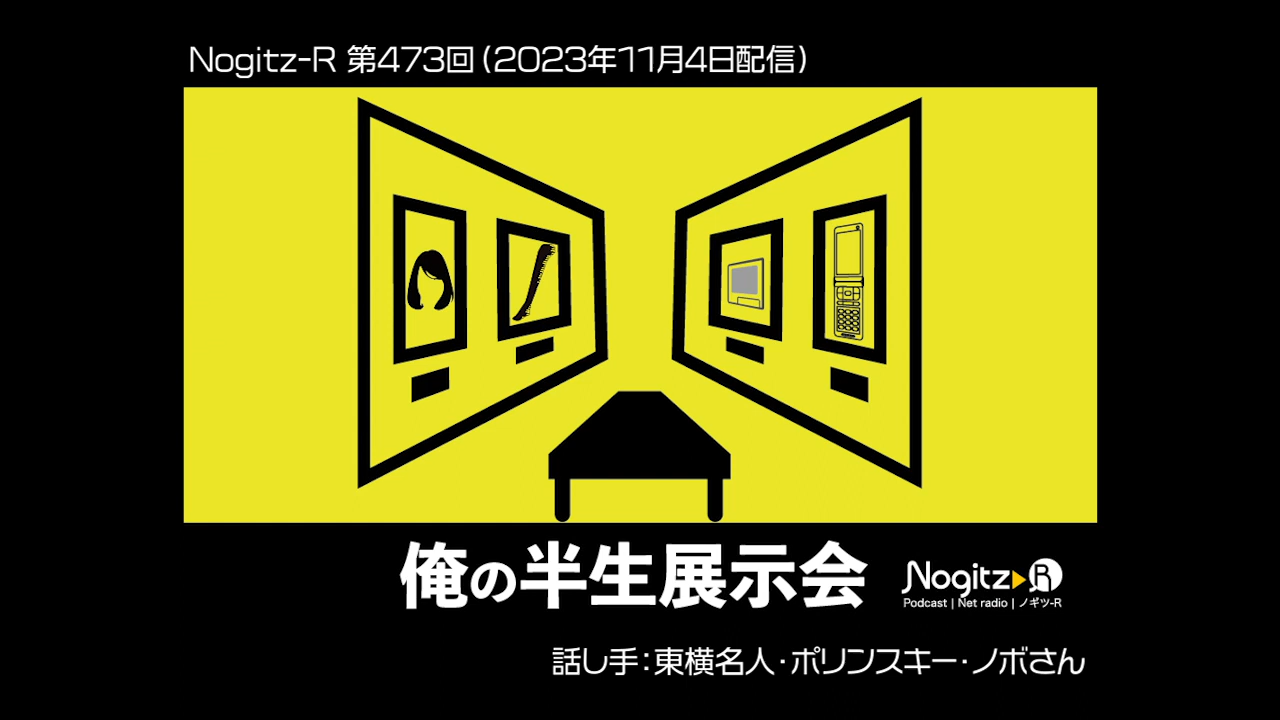 Nogitz-R 第473回（2023年11月4日配信）
俺の半生展示会
Nogitz R
Podcast | Net radio | ノギツ-R
話し手：東横名人・ポリンスキー・ノボさん